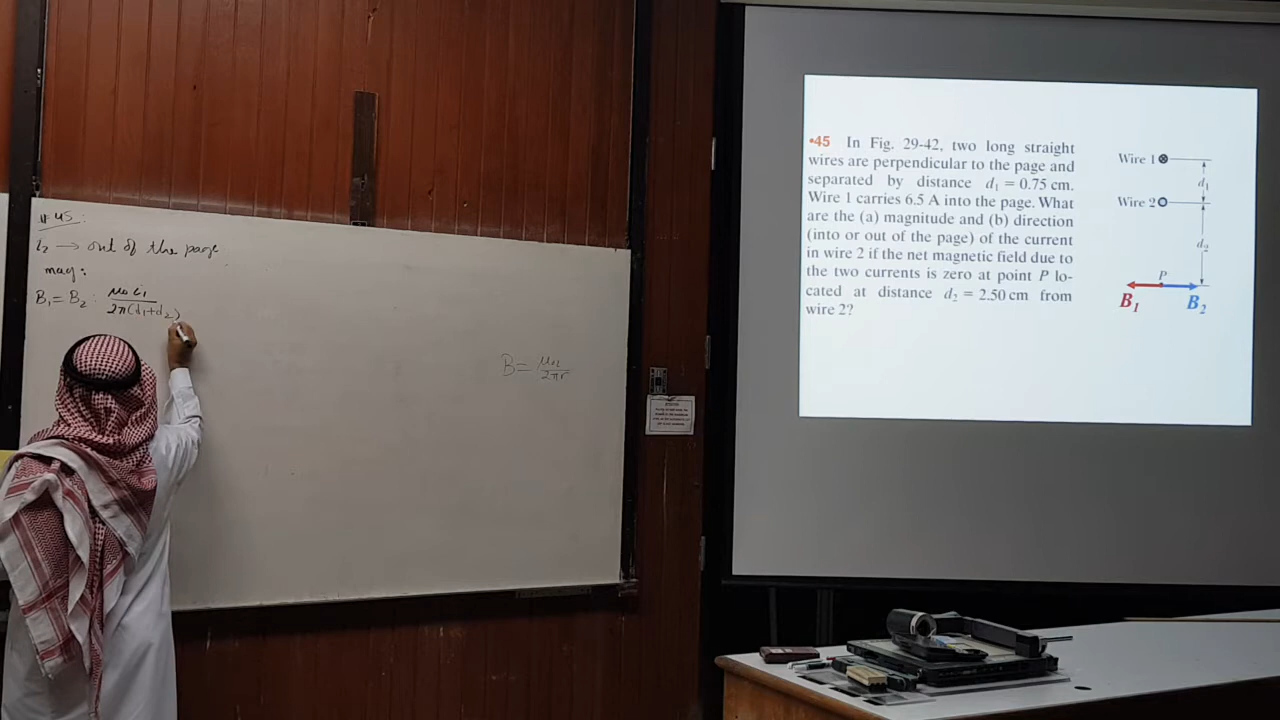 #45:
i₂ → out of the page
mag:
B₁ = B₂ : μ₀ i₁ / 2π(d₁+d₂)
B = μ₀i / 2πr
•45 In Fig. 29-42, two long straight
wires are perpendicular to the page and
separated by distance d₁ = 0.75 cm.
Wire 1 carries 6.5 A into the page. What
are the (a) magnitude and (b) direction
(into or out of the page) of the current
in wire 2 if the net magnetic field due to
the two currents is zero at point P lo-
cated at distance d₂ = 2.50 cm from
wire 2?
Wire 1
d₁
Wire 2
d₂
P
B₁ B₂